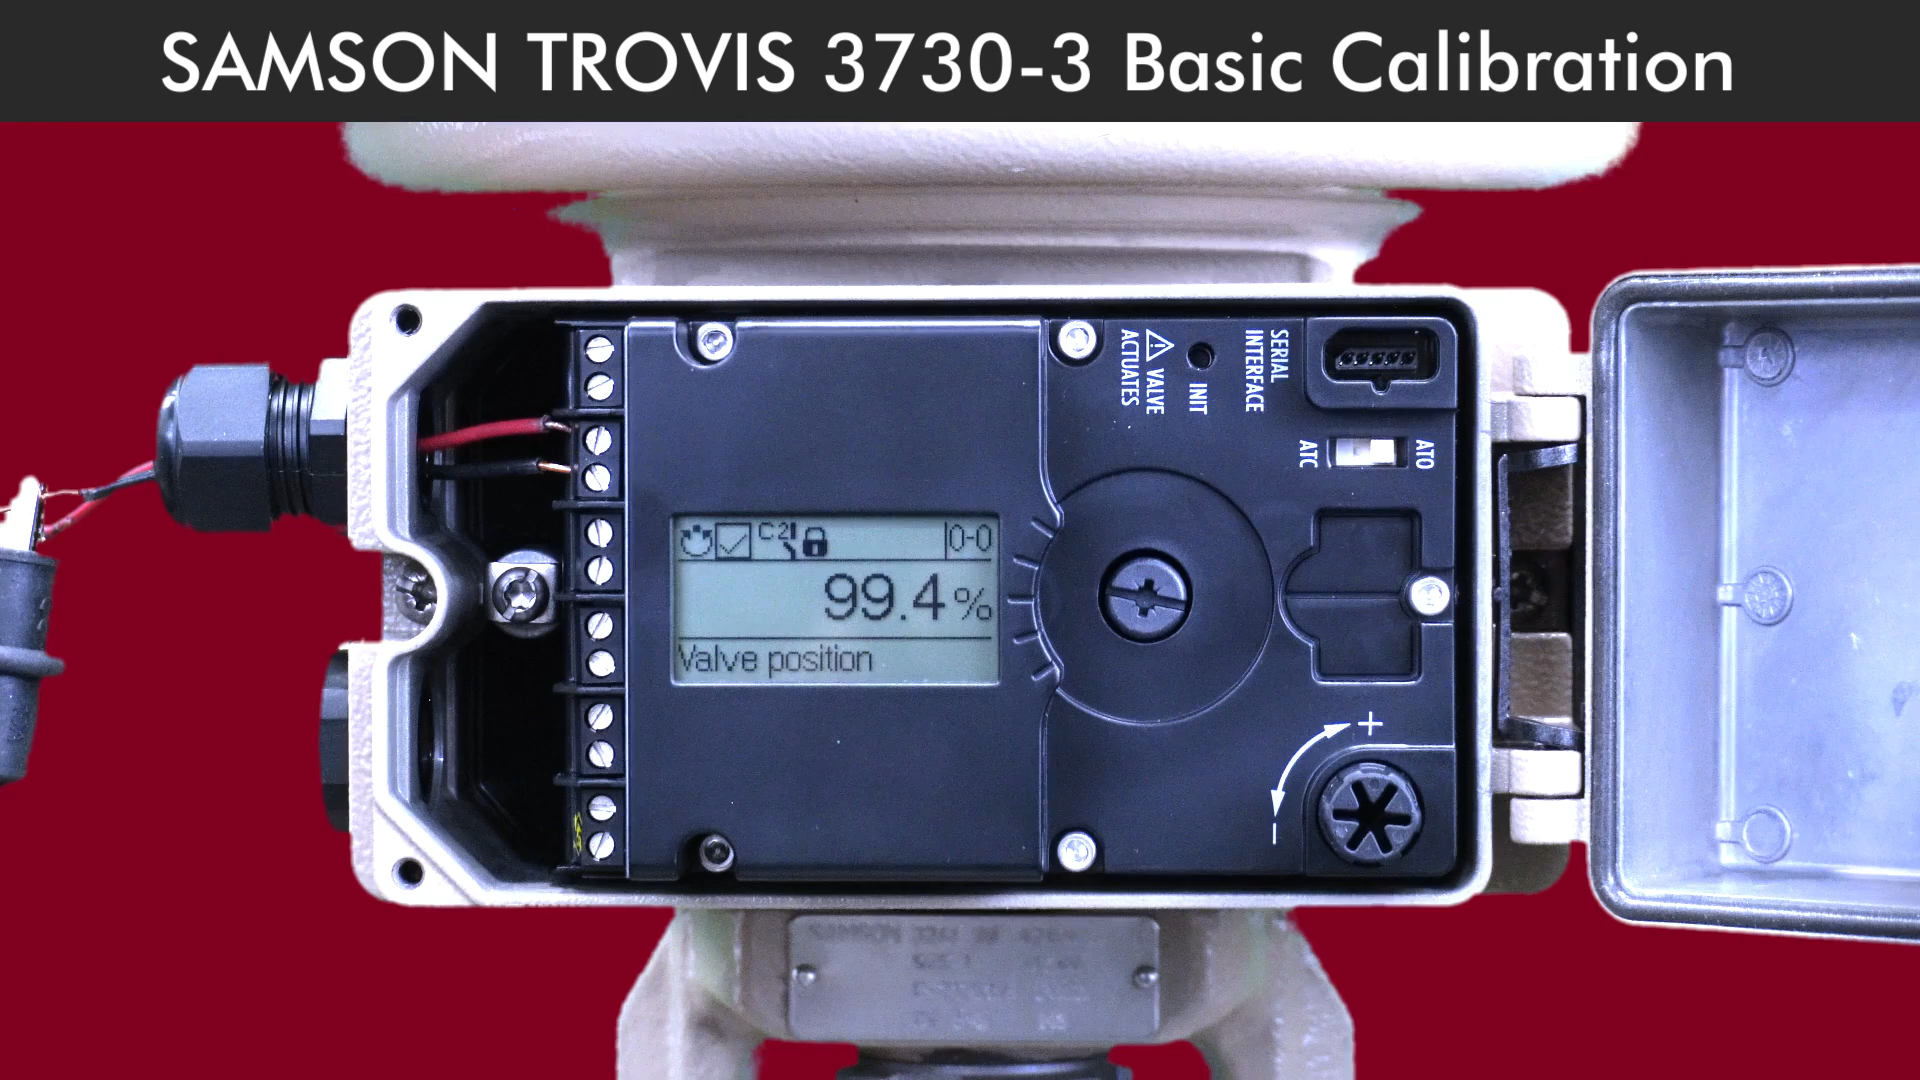 SAMSON TROVIS 3730-3 Basic Calibration
SERIAL
INTERFACE
INIT
VALVE
ACTUATES
ATC
ATO
C2
0-0
99.4%
Valve position
+
-